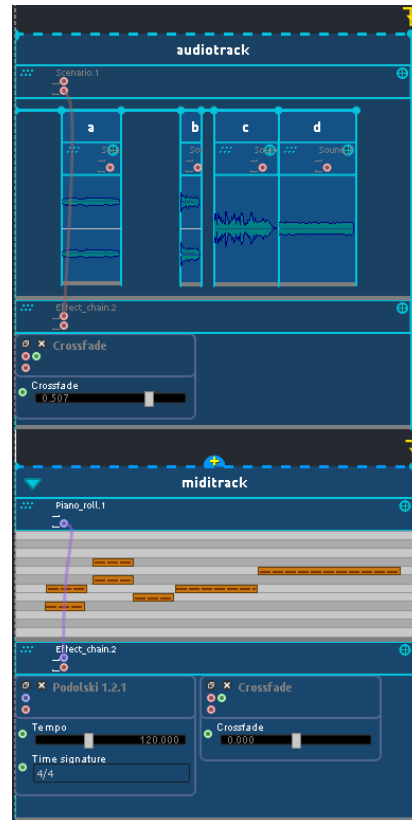 audiotrack
Scenario.1
a b c d
So
Effect_chain.2
Crossfade
Crossfade
0.507
miditrack
Piano_roll.1
Effect_chain.2
Podolski 1.2.1 Crossfade
Tempo Crossfade
120.000 0.000
Time signature
4/4